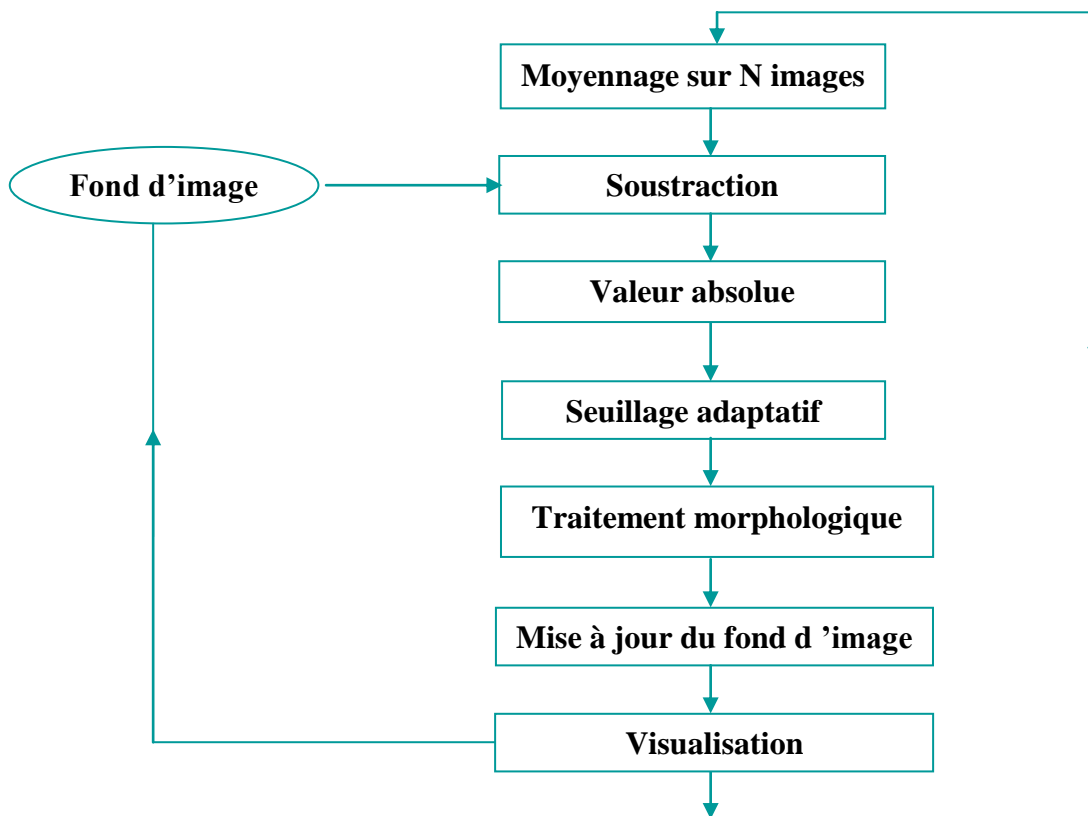 Moyennage sur N images
Fond d’image
Soustraction
Valeur absolue
Seuillage adaptatif
Traitement morphologique
Mise à jour du fond d ’image
Visualisation